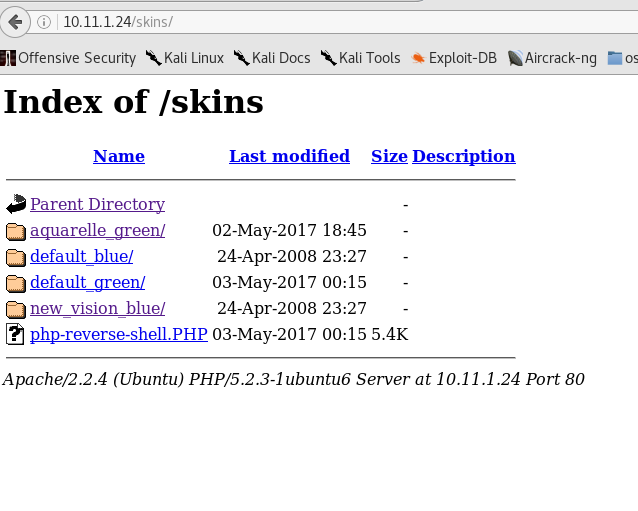 10.11.1.24/skins/
Offensive Security Kali Linux Kali Docs Kali Tools Exploit-DB Aircrack-ng os
Index of /skins
Name Last modified Size Description
Parent Directory -
aquarelle_green/ 02-May-2017 18:45 -
default_blue/ 24-Apr-2008 23:27 -
default_green/ 03-May-2017 00:15 -
new_vision_blue/ 24-Apr-2008 23:27 -
php-reverse-shell.PHP 03-May-2017 00:15 5.4K
Apache/2.2.4 (Ubuntu) PHP/5.2.3-1ubuntu6 Server at 10.11.1.24 Port 80